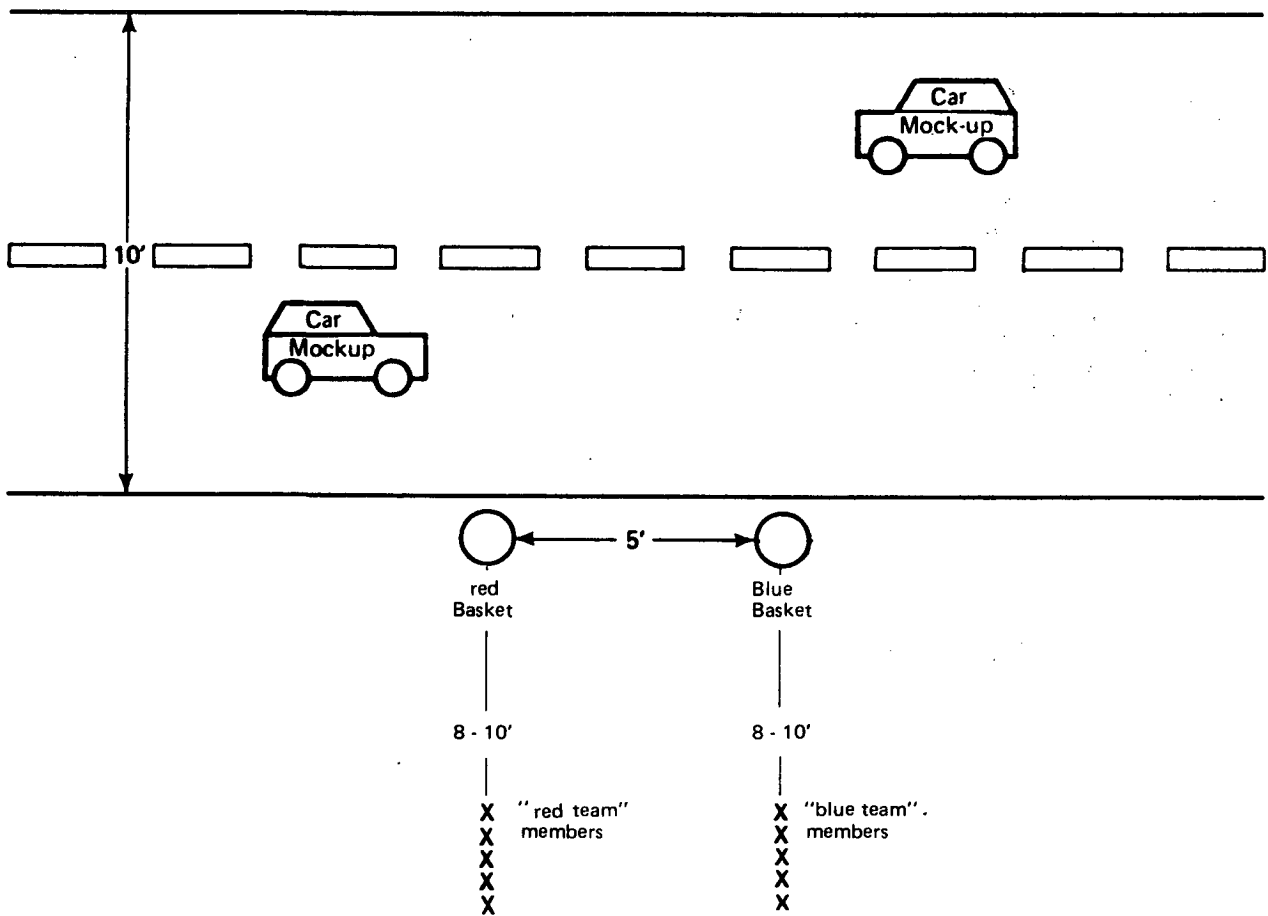 Car
Mock-up
10'
Car
Mockup
5'
red
Basket
Blue
Basket
8 - 10'
8 - 10'
X "red team"
X members
X
X
X
X "blue team".
X members
X
X
X